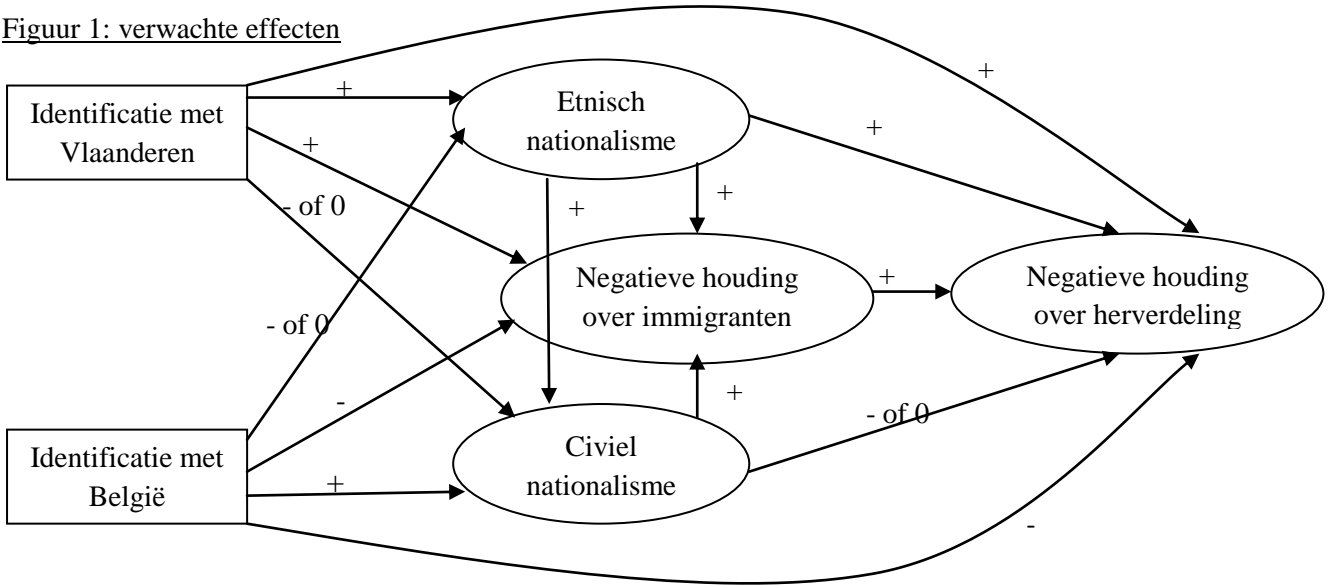 Figuur 1: verwachte effecten
+
Identificatie met
Vlaanderen
+
+
- of 0
Etnisch
nationalisme
+
+
+
Negatieve houding
over immigranten
+
Negatieve houding
over herverdeling
- of 0
-
+
Identificatie met
België
+
Civiel
nationalisme
- of 0
-